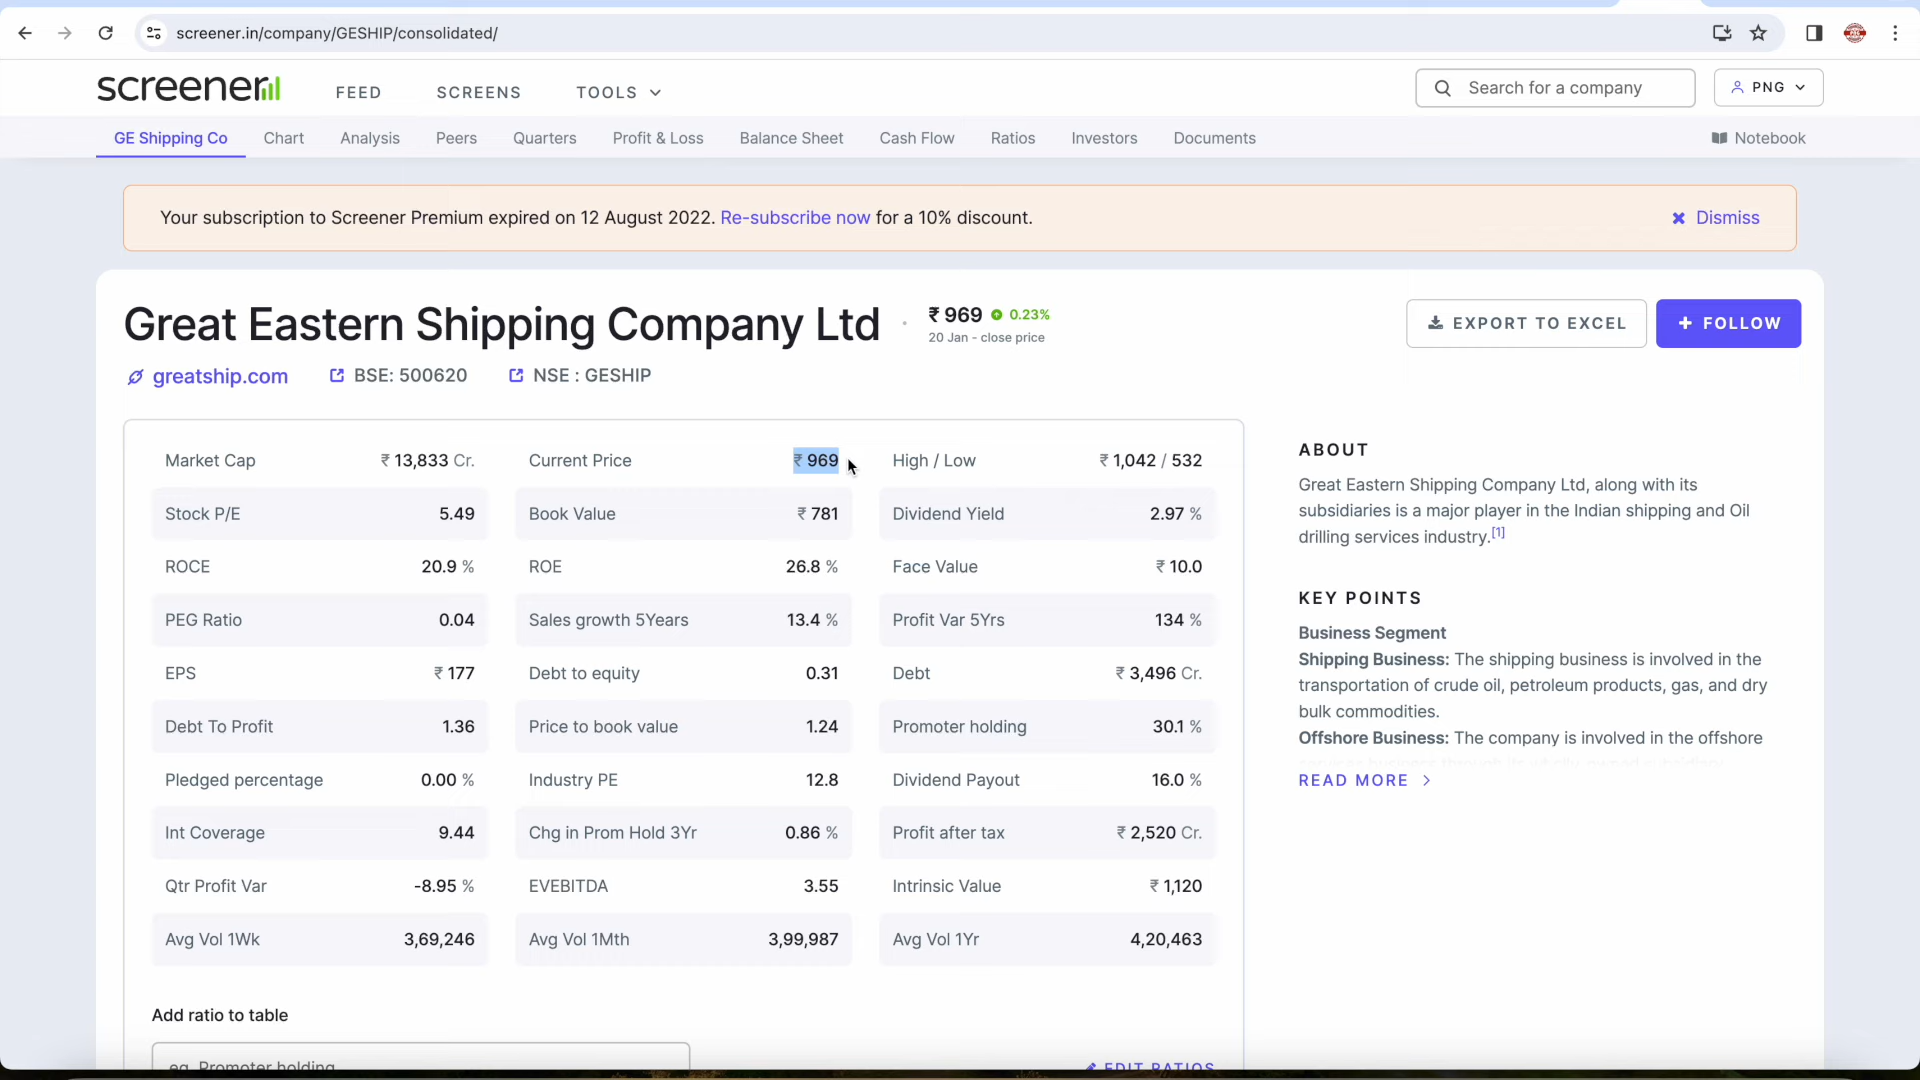 screener.in/company/GESHIP/consolidated/
screener FEED SCREENS TOOLS Search for a company PNG
GE Shipping Co Chart Analysis Peers Quarters Profit & Loss Balance Sheet Cash Flow Ratios Investors Documents Notebook
Your subscription to Screener Premium expired on 12 August 2022. Re-subscribe now for a 10% discount. Dismiss
Great Eastern Shipping Company Ltd · ₹ 969 0.23%
20 Jan - close price
EXPORT TO EXCEL + FOLLOW
greatship.com BSE: 500620 NSE : GESHIP
Market Cap ₹ 13,833 Cr. Current Price ₹ 969 High / Low ₹ 1,042 / 532
Stock P/E 5.49 Book Value ₹ 781 Dividend Yield 2.97 %
ROCE 20.9 % ROE 26.8 % Face Value ₹ 10.0
PEG Ratio 0.04 Sales growth 5Years 13.4 % Profit Var 5Yrs 134 %
EPS ₹ 177 Debt to equity 0.31 Debt ₹ 3,496 Cr.
Debt To Profit 1.36 Price to book value 1.24 Promoter holding 30.1 %
Pledged percentage 0.00 % Industry PE 12.8 Dividend Payout 16.0 %
Int Coverage 9.44 Chg in Prom Hold 3Yr 0.86 % Profit after tax ₹ 2,520 Cr.
Qtr Profit Var -8.95 % EVEBITDA 3.55 Intrinsic Value ₹ 1,120
Avg Vol 1Wk 3,69,246 Avg Vol 1Mth 3,99,987 Avg Vol 1Yr 4,20,463
Add ratio to table
eg. Promoter holding
EDIT RATIOS
ABOUT
Great Eastern Shipping Company Ltd, along with its
subsidiaries is a major player in the Indian shipping and Oil
drilling services industry.[1]
KEY POINTS
Business Segment
Shipping Business: The shipping business is involved in the
transportation of crude oil, petroleum products, gas, and dry
bulk commodities.
Offshore Business: The company is involved in the offshore
READ MORE